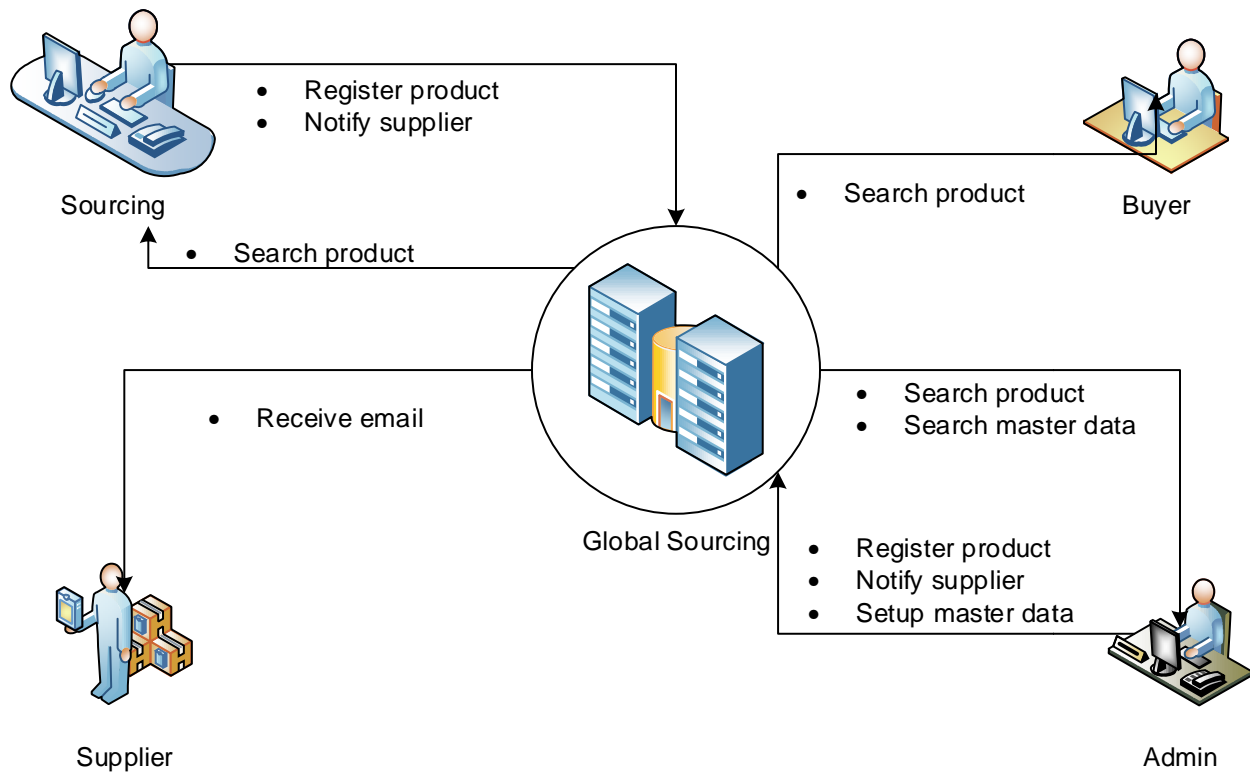 • Register product
• Notify supplier
Sourcing
• Search product
Buyer
• Search product
• Receive email
• Search product
• Search master data
Global Sourcing
• Register product
• Notify supplier
• Setup master data
Supplier
Admin